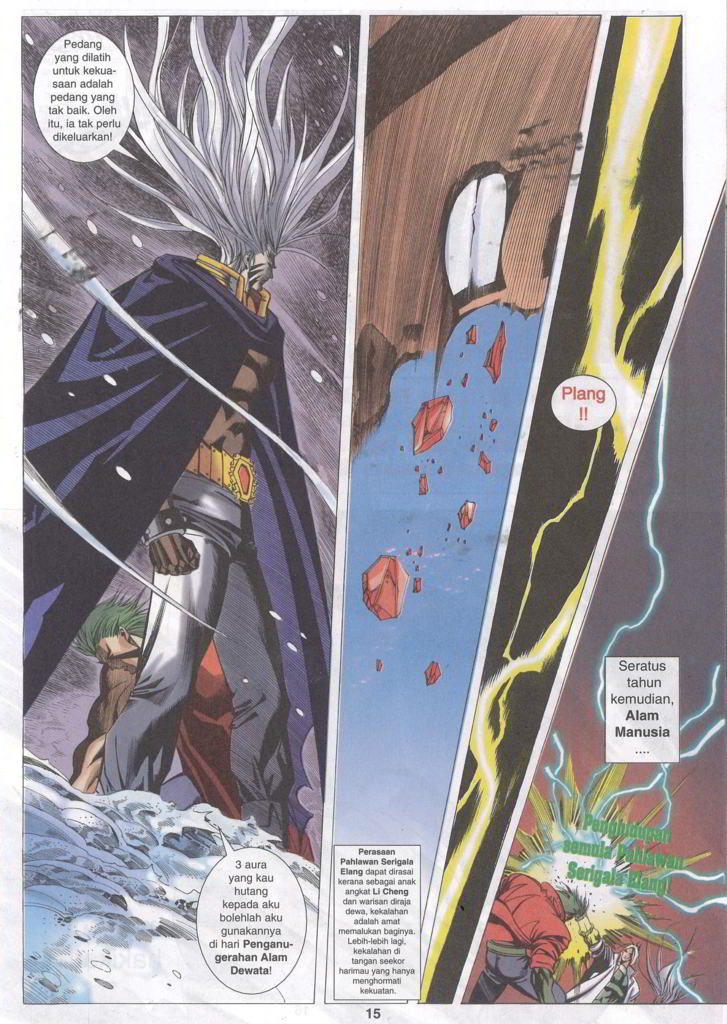 Pedang
yang dilatih
untuk kekua-
saan adalah
pedang yang
tak baik. Oleh
itu, ia tak perlu
dikeluarkan!
3 aura
yang kau
hutang
kepada aku
bolehlah aku
gunakannya
di hari Penganu-
gerahan Alam
Dewata!
Perasaan
Pahlawan Serigala
Elang dapat dirasai
kerana sebagai anak
angkat Li Cheng
dan warisan diraja
dewa, kekalahan
adalah amat
memalukan baginya.
Lebih-lebih lagi,
kekalahan di
tangan seekor
harimau yang hanya
menghormati
kekuatan.
Plang
!!
Seratus
tahun
kemudian,
Alam
Manusia
....
Penghidupan
semula Pahlawan
Serigala Elang!
15